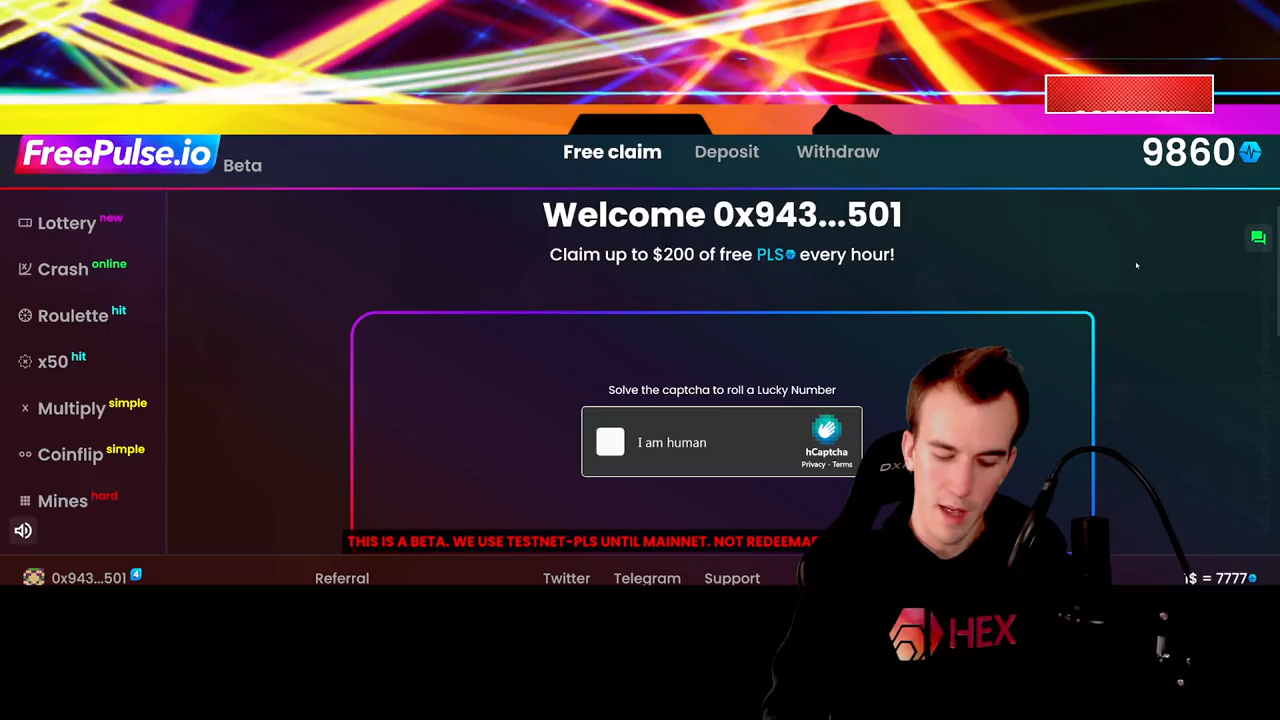 FreePulse.io Beta
Free claim Deposit Withdraw
9860
Lottery new
Crash online
Roulette hit
x50 hit
Multiply simple
Coinflip simple
Mines hard
Welcome 0x943...501
Claim up to $200 of free PLS every hour!
Solve the captcha to roll a Lucky Number
I am human
hCaptcha
Privacy - Terms
THIS IS A BETA. WE USE TESTNET-PLS UNTIL MAINNET. NOT
0x943...501 4
Referral
Twitter Telegram Support
1$ = 7777
HEX